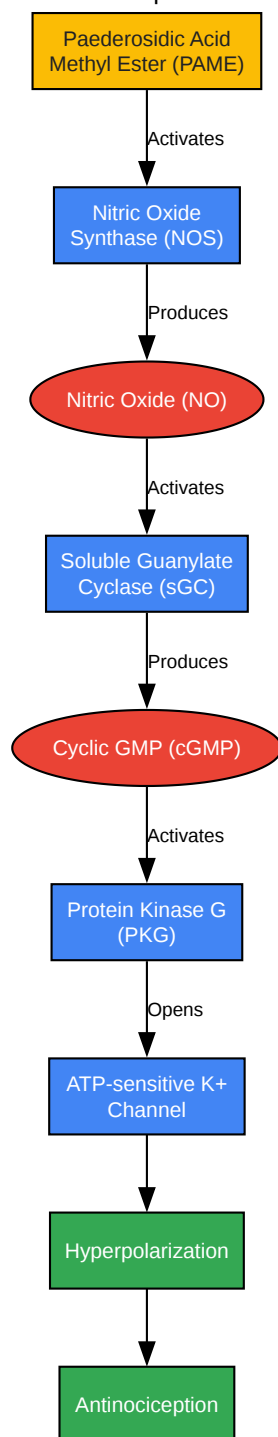 Paederosidic Acid
Methyl Ester (PAME)
Activates
Nitric Oxide
Synthase (NOS)
Produces
Nitric Oxide (NO)
Activates
Soluble Guanylate
Cyclase (sGC)
Produces
Cyclic GMP (cGMP)
Activates
Protein Kinase G
(PKG)
Opens
ATP-sensitive K+
Channel
Hyperpolarization
Antinociception